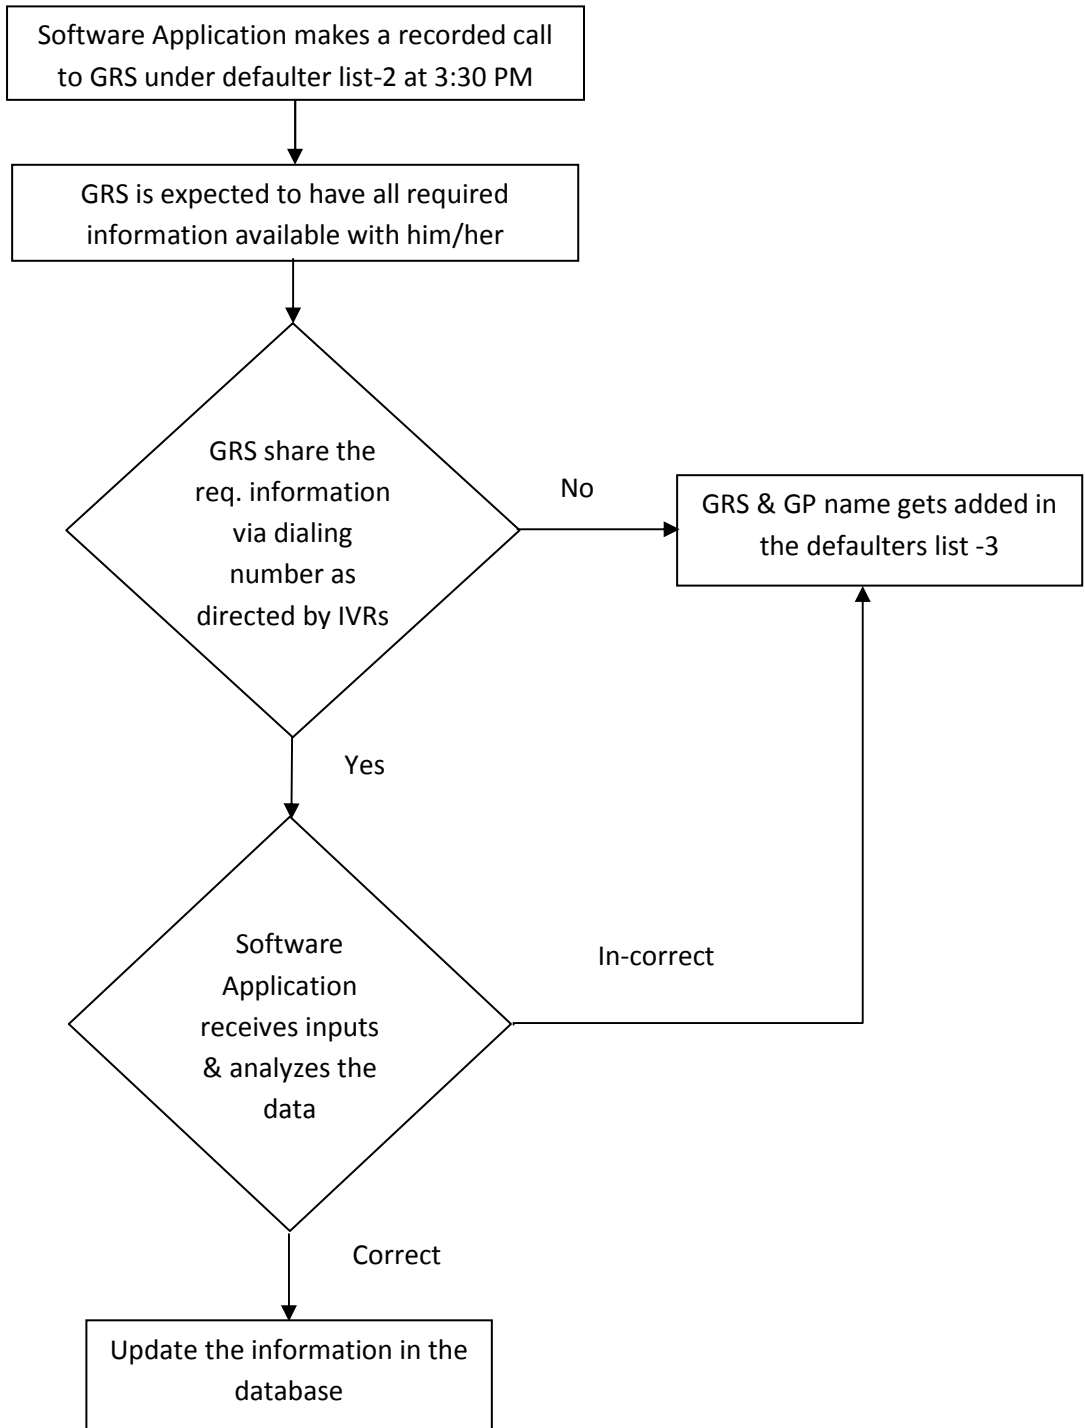 Software Application makes a recorded call
to GRS under defaulter list-2 at 3:30 PM
GRS is expected to have all required
information available with him/her
GRS share the
req. information
via dialing
number as
directed by IVRs
No
GRS & GP name gets added in
the defaulters list -3
Yes
Software
Application
receives inputs
& analyzes the
data
In-correct
Correct
Update the information in the
database